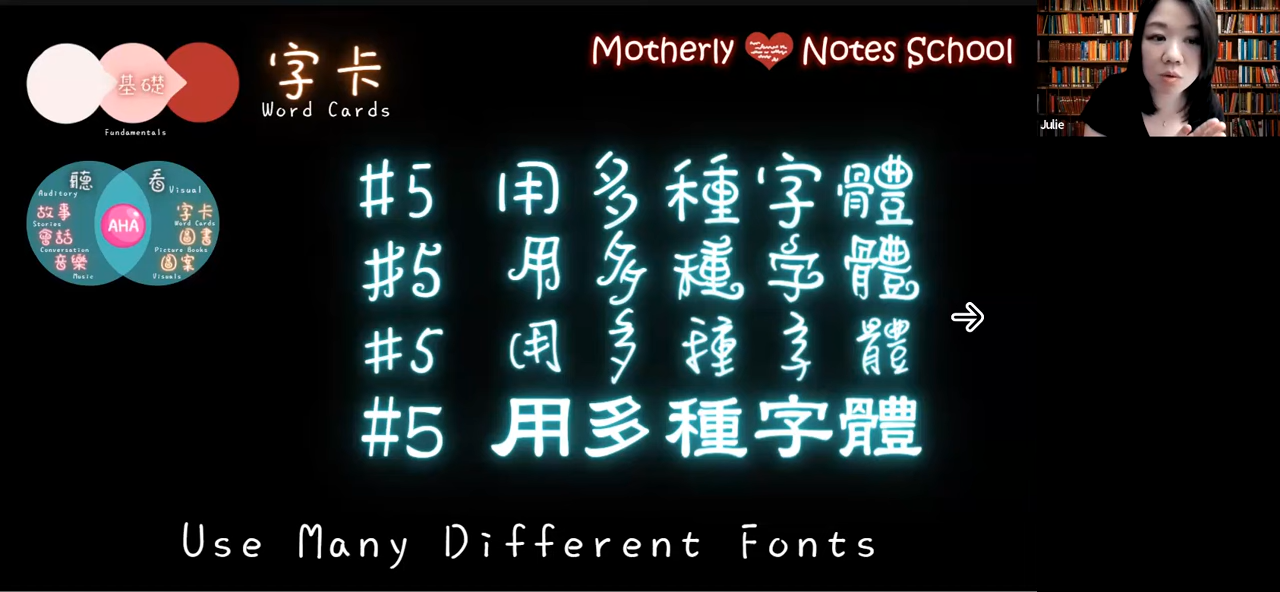 基礎
Fundamentals
字卡
Word Cards
Motherly Notes School
Julie
聽
Auditory
看
Visual
故事
Stories
會話
Conversation
音樂
Music
AHA
字卡
Word Cards
圖書
Picture Books
圖案
Visuals
#5 用多種字體
#5 用多種字體
#5 用多種字體
#5 用多種字體
Use Many Different Fonts